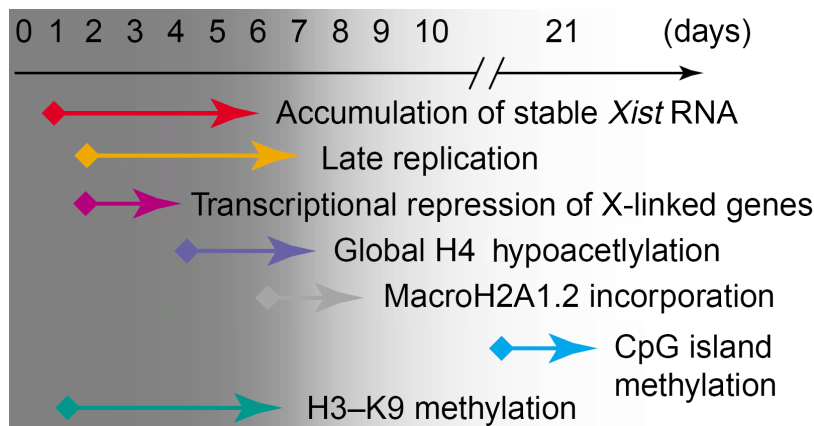 0 1 2 3 4 5 6 7 8 9 10 21 (days)
Accumulation of stable Xist RNA
Late replication
Transcriptional repression of X-linked genes
Global H4 hypoacetlylation
MacroH2A1.2 incorporation
CpG island
methylation
H3–K9 methylation